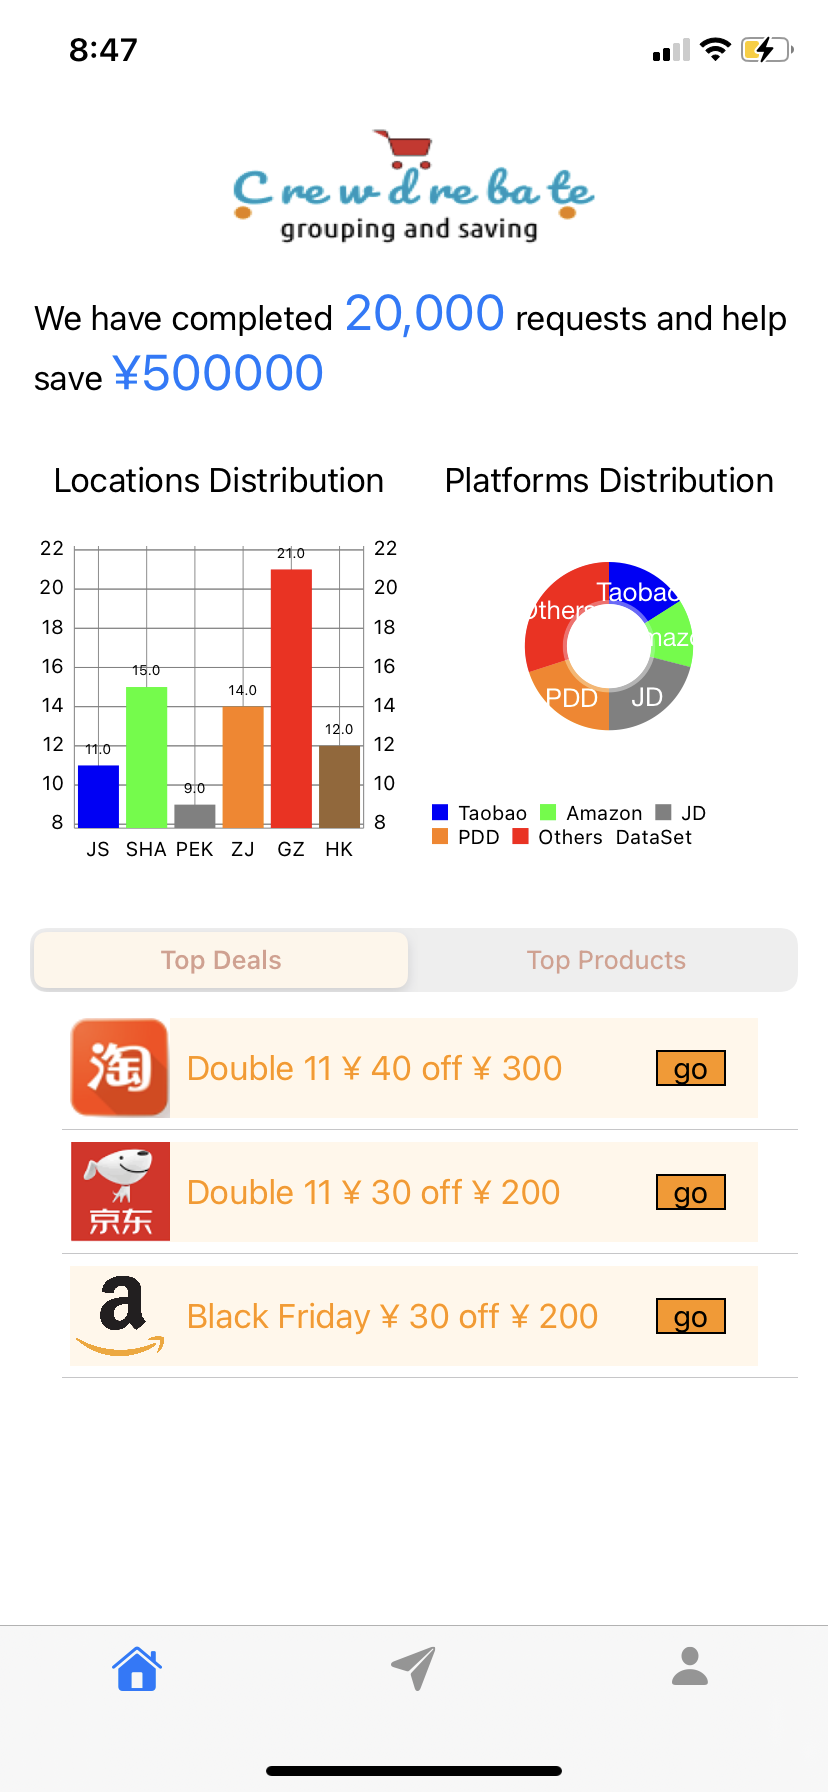 8:47
Crewdrebate
grouping and saving
We have completed 20,000 requests and help
save ¥500000
Locations Distribution
Platforms Distribution
22
20
18
16
14
12
10
8
11.0
15.0
9.0
14.0
21.0
12.0
22
20
18
16
14
12
10
8
JS SHA PEK ZJ GZ HK
Taobao
Others
mazo
PDD
JD
Taobao Amazon JD
PDD Others DataSet
Top Deals
Top Products
淘
Double 11 ¥ 40 off ¥ 300
go
京东
Double 11 ¥ 30 off ¥ 200
go
a
Black Friday ¥ 30 off ¥ 200
go